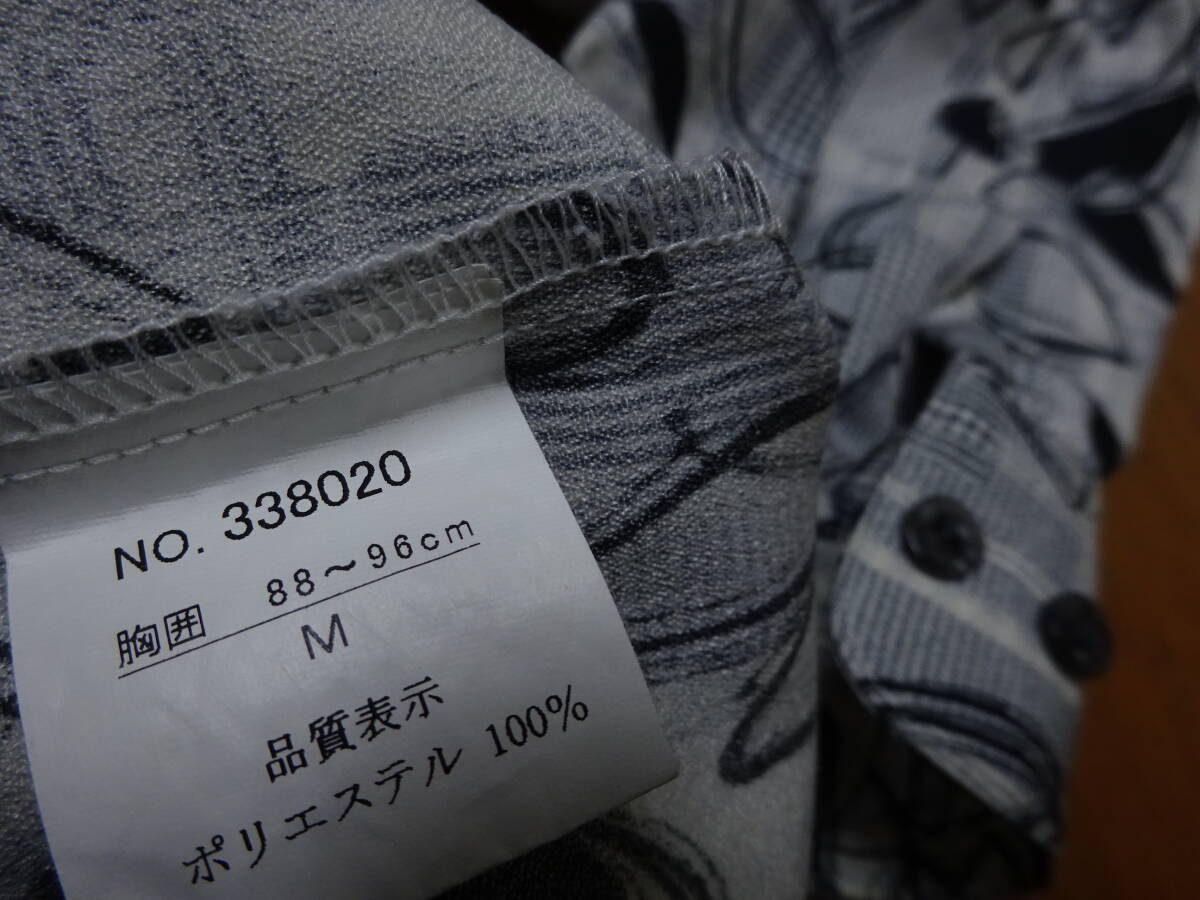 NO. 338020
胸囲 88～96cm
M
品質表示
ポリエステル 100%